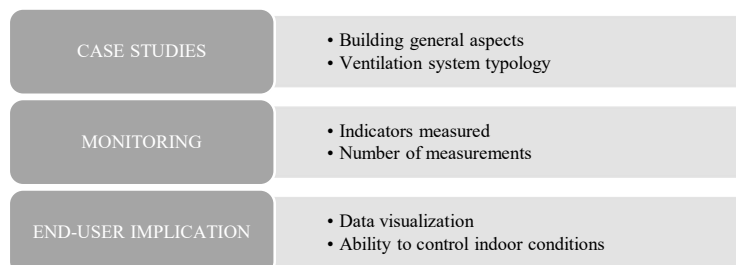 CASE STUDIES
• Building general aspects
• Ventilation system typology
MONITORING
• Indicators measured
• Number of measurements
END-USER IMPLICATION
• Data visualization
• Ability to control indoor conditions